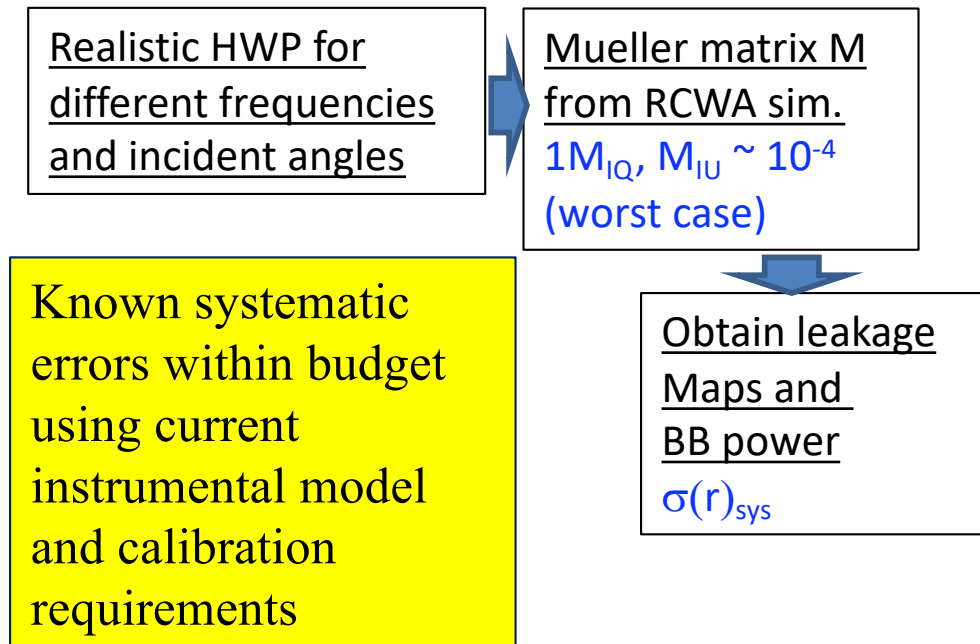 Realistic HWP for
different frequencies
and incident angles
Mueller matrix M
from RCWA sim.
1M_IQ, M_IU ~ 10^-4
(worst case)
Known systematic
errors within budget
using current
instrumental model
and calibration
requirements
Obtain leakage
Maps and
BB power
σ(r)_sys